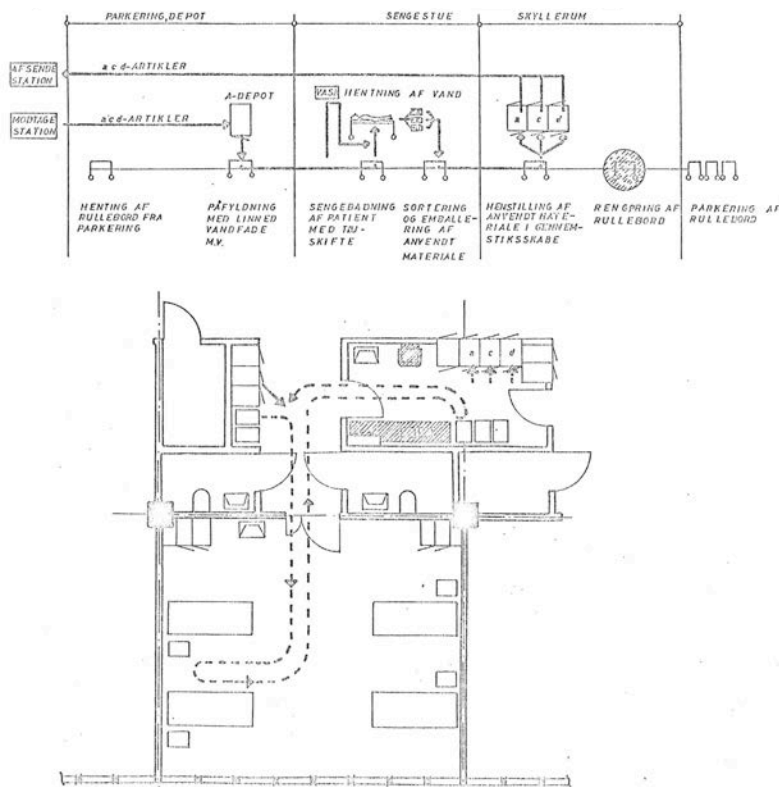 PARKERING, DEPOT
SENGESTUE
SKYLLERUM
AFSENDE
STATION
a c d-ARTIKLER
A-DEPOT
VASK
HENTNING AF VAND
MODTAGE
STATION
a c d-ARTIKLER
a c d
HENTING AF
RULLEBORD FRA
PARKERING
PÅFYLDNING
MED LINNED
VANDFADE
M.V.
SENGEBADNING
AF PATIENT
MED TØJ-
SKIFTE
SORTERING
OG EMBALLE-
RING AF
ANVENDT
MATERIALE
HENSTILLING AF
ANVENDT MATE-
RIALE I GENNEM-
STIKSSKABE
RENGØRING AF
RULLEBORD
PARKERING AF
RULLEBORD
a c d